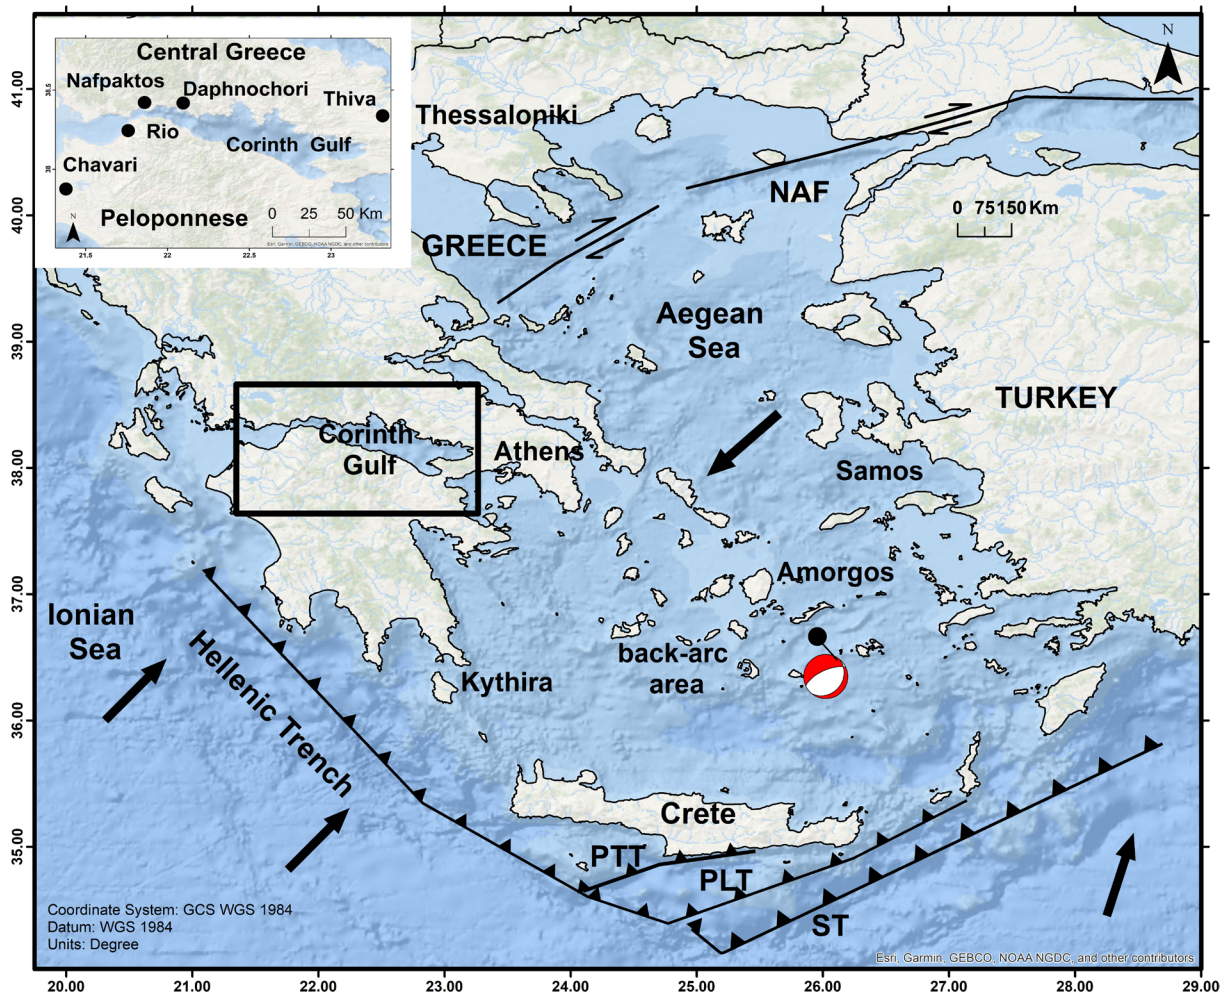 Central Greece
Nafpaktos
Daphnochori
Thiva
Rio
Corinth Gulf
Chavari
Peloponnese
0 25 50 Km
N
Esri, Garmin, GEBCO, NOAA NGDC, and other contributors
38.5
38
21.5 22 22.5 23
N
Thessaloniki
NAF
0 75 150 Km
GREECE
Aegean
Sea
TURKEY
Corinth
Gulf
Athens
Samos
Amorgos
Ionian
Sea
back-arc
area
Kythira
Hellenic Trench
Crete
PTT
PLT
ST
Coordinate System: GCS WGS 1984
Datum: WGS 1984
Units: Degree
Esri, Garmin, GEBCO, NOAA NGDC, and other contributors
41.00
40.00
39.00
38.00
37.00
36.00
35.00
20.00 21.00 22.00 23.00 24.00 25.00 26.00 27.00 28.00 29.00